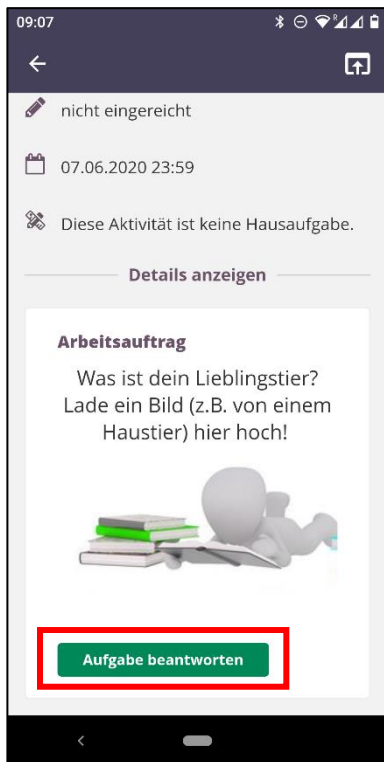 09:07
nicht eingereicht
07.06.2020 23:59
Diese Aktivität ist keine Hausaufgabe.
Details anzeigen
Arbeitsauftrag
Was ist dein Lieblingstier?
Lade ein Bild (z.B. von einem
Haustier) hier hoch!
Aufgabe beantworten